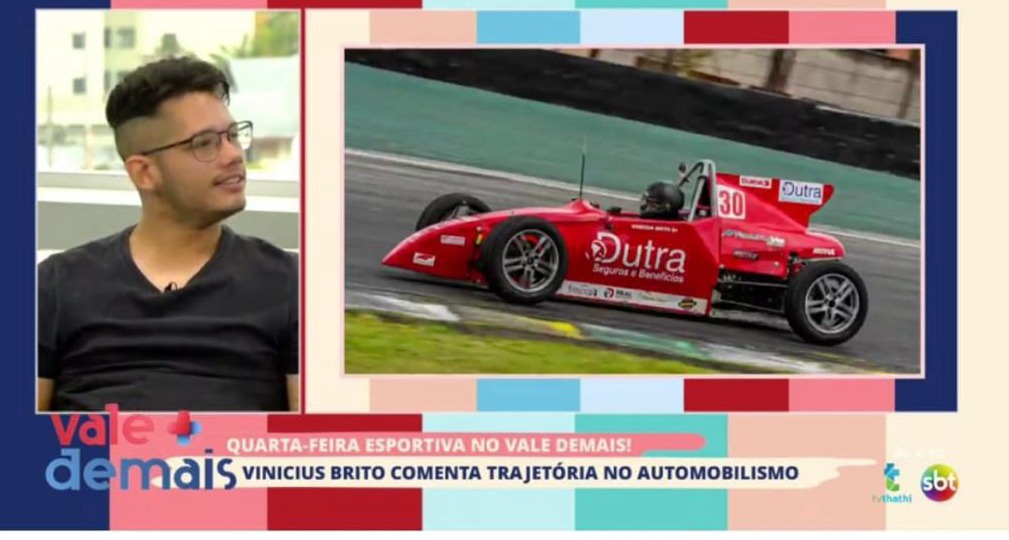 Dutra
30
Dutra
Seguros e Benefícios
vale +
demais
QUARTA-FEIRA ESPORTIVA NO VALE DEMAIS!
VINICIUS BRITO COMENTA TRAJETÓRIA NO AUTOMOBILISMO
tvthathi
sbt